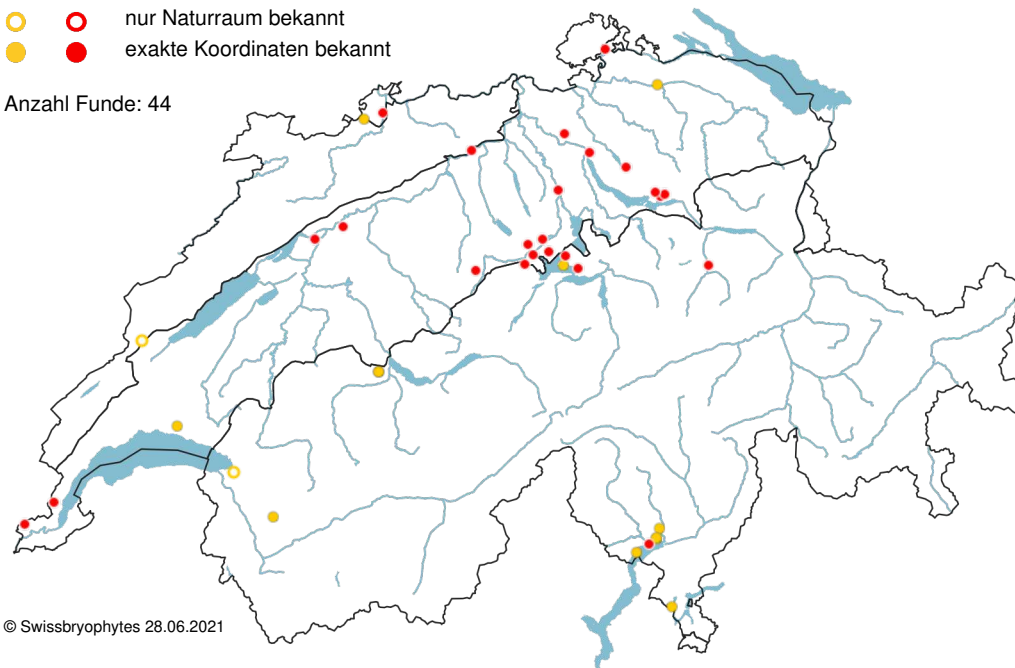 nur Naturraum bekannt
exakte Koordinaten bekannt
Anzahl Funde: 44
© Swissbryophytes 28.06.2021